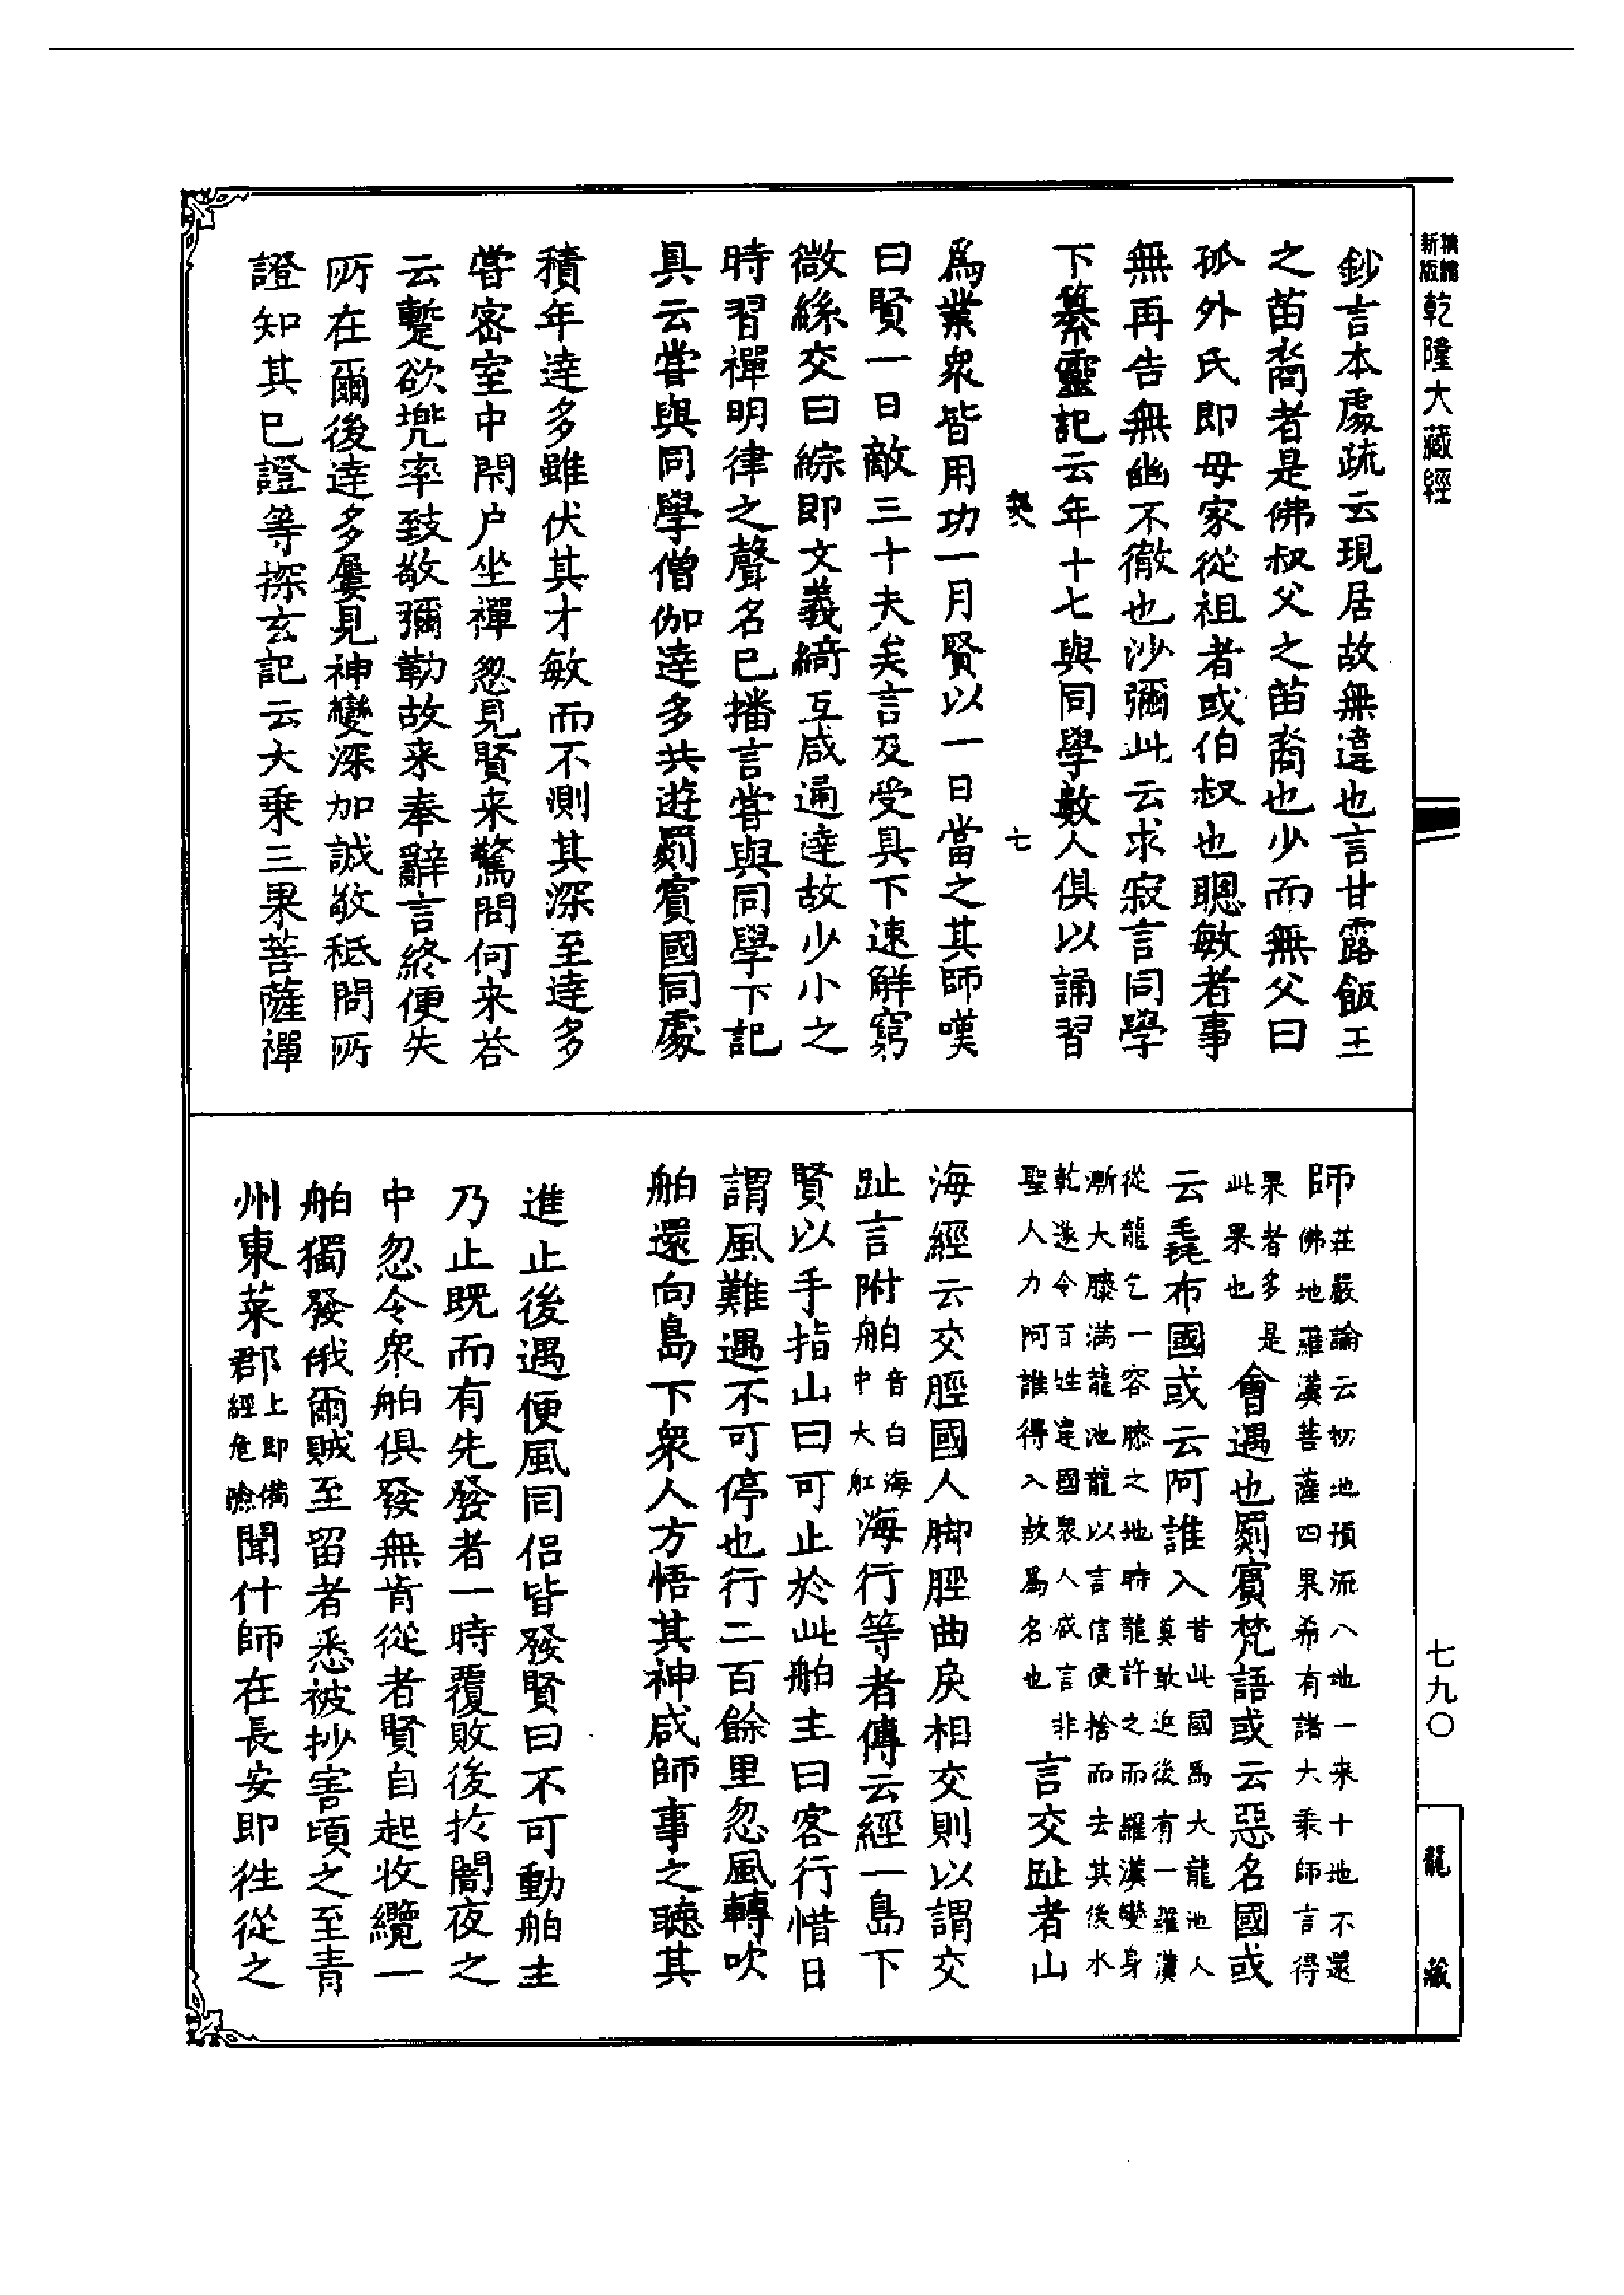 新版精編乾隆大藏經
鈔言本處疏云現居故無違也言甘露飯王
之苗裔者是佛叔父之苗裔也少而無父曰
孤外氏即母家從祖者或伯叔也聰敏者事
無再告無幽不徹也沙彌此云求寂言同學
下纂靈記云年十七與同學數人俱以誦習
七
為業衆皆用功一月賢以一日當之其師嘆
曰賢一日敵三十夫矣言及受具下速解窮
微絲交曰綜即文義綺互咸通達故少小之
時習禪明律之聲名已播言嘗與同學下記
具云嘗與同學僧伽達多共遊罽賓國同處
積年達多雖伏其才敏而不測其深至達多
嘗密室中閇户坐禪忽見賢来驚問何来荅
云蹔欲兜率致敬彌勒故来奉辭言終便失
所在爾後達多屢見神變深加誠敬祇問所
證知其已證等探玄記云大乗三果菩薩禪
師莊嚴論云初地預流八地一来十地不還
佛地羅漢菩薩四果希有諸大乗師言得
果者多是
此果也
會遇也罽賓梵語或云惡名國或
云毳布國或云阿誰入昔此國為大龍池人
莫敢近後有一羅漢
從龍乞一容膝之地時龍許之而羅漢變身
漸大膝滿龍池龍以言信便捨而去其後水
乾遂令百姓建國衆人咸言非
聖人力阿誰得入故為名也
言交趾者山
海經云交脛國人脚脛曲戾相交則以謂交
趾言附舶音白海
中大舡
海行等者傳云經一島下
賢以手指山曰可止於此舶主曰客行惜日
謂風難遇不可停也行二百餘里忽風轉吹
舶還向島下衆人方悟其神咸師事之聽其
進止後遇便風同侣皆發賢曰不可動舶主
乃止既而有先發者一時覆敗後於闇夜之
中忽令衆舶俱發無肯從者賢自起收纜一
舶獨發俄爾賊至留者悉被抄害頃之至青
州東莱郡上即備
經危險
聞什師在長安即往從之
七九〇
龍藏